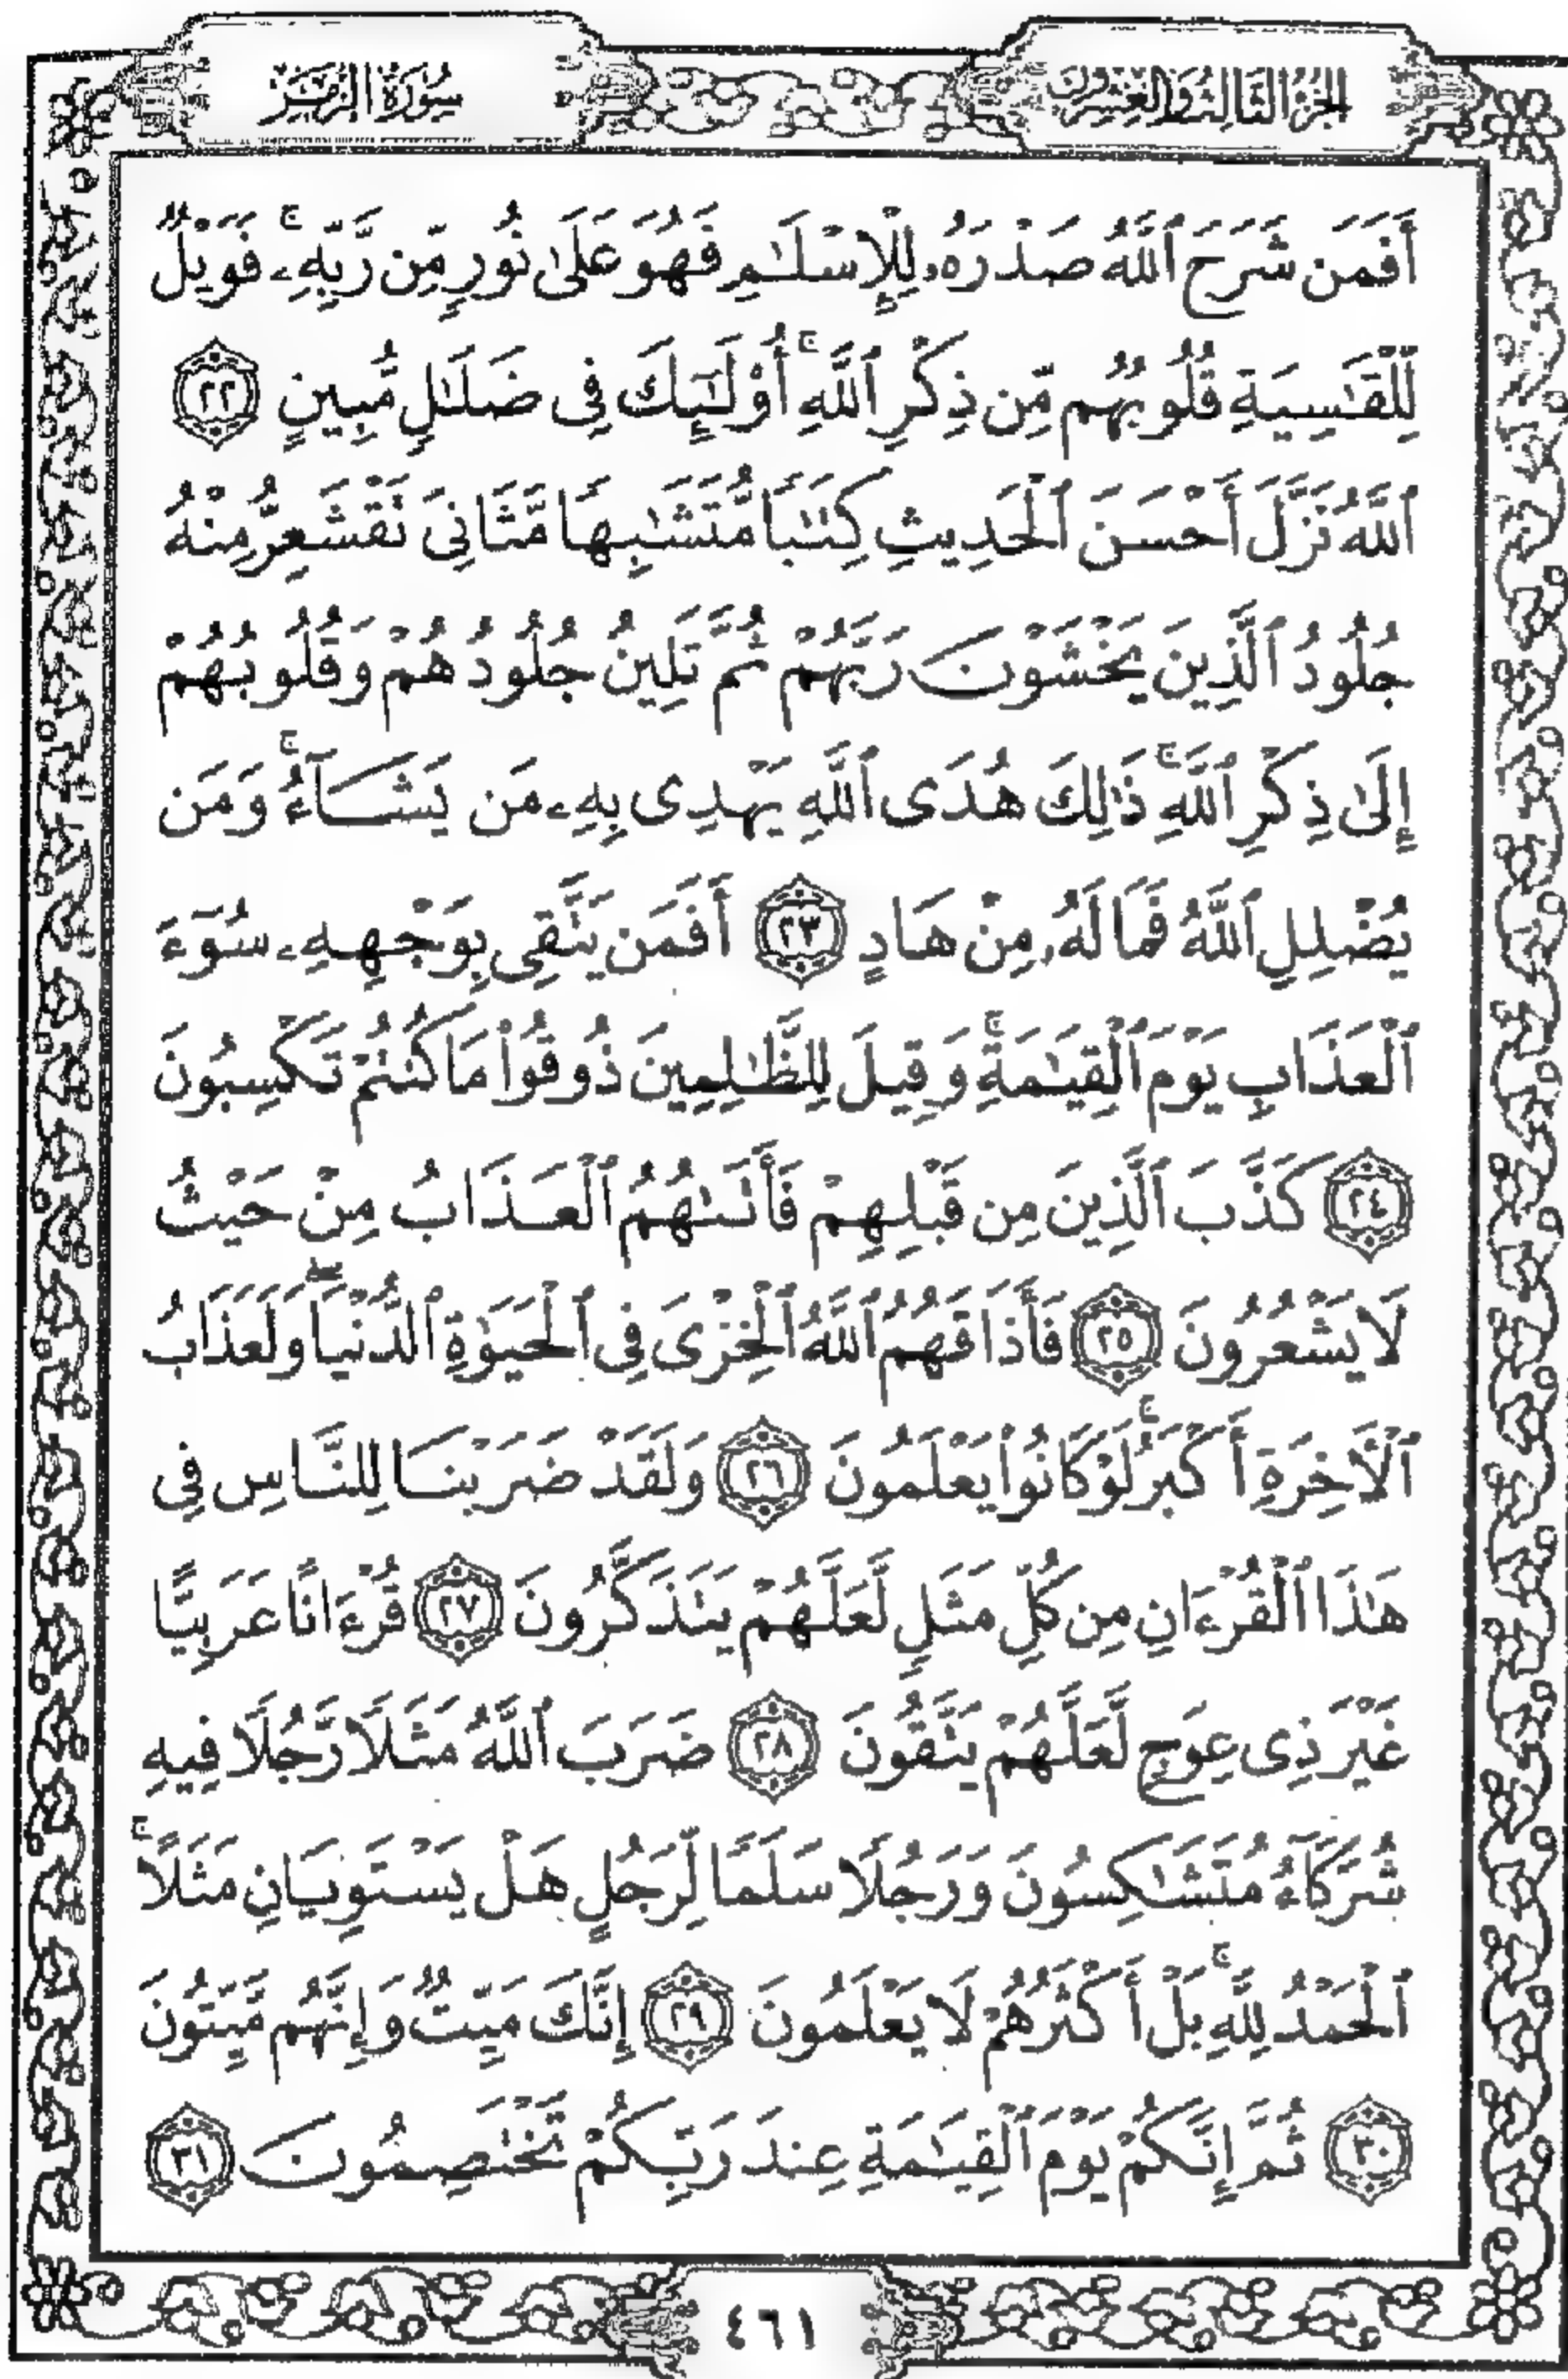 الجزء الثالث والعشرون
سورة الزمر
أَفَمَن شَرَحَ ٱللَّهُ صَدْرَهُۥ لِلْإِسْلَٰمِ فَهُوَ عَلَىٰ نُورٍ مِّن رَّبِّهِۦ ۚ فَوَيْلٌ
لِّلْقَٰسِيَةِ قُلُوبُهُم مِّن ذِكْرِ ٱللَّهِ ۚ أُو۟لَٰٓئِكَ فِى ضَلَٰلٍ مُّبِينٍ ٢٢
ٱللَّهُ نَزَّلَ أَحْسَنَ ٱلْحَدِيثِ كِتَٰبًا مُّتَشَٰبِهًا مَّثَانِىَ تَقْشَعِرُّ مِنْهُ
جُلُودُ ٱلَّذِينَ يَخْشَوْنَ رَبَّهُمْ ثُمَّ تَلِينُ جُلُودُهُمْ وَقُلُوبُهُمْ
إِلَىٰ ذِكْرِ ٱللَّهِ ۚ ذَٰلِكَ هُدَى ٱللَّهِ يَهْدِى بِهِۦ مَن يَشَآءُ ۚ وَمَن
يُضْلِلِ ٱللَّهُ فَمَا لَهُۥ مِنْ هَادٍ ٢٣ أَفَمَن يَتَّقِى بِوَجْهِهِۦ سُوٓءَ
ٱلْعَذَابِ يَوْمَ ٱلْقِيَٰمَةِ ۚ وَقِيلَ لِلظَّٰلِمِينَ ذُوقُوا۟ مَا كُنتُمْ تَكْسِبُونَ
٢٤ كَذَّبَ ٱلَّذِينَ مِن قَبْلِهِمْ فَأَتَىٰهُمُ ٱلْعَذَابُ مِنْ حَيْثُ
لَا يَشْعُرُونَ ٢٥ فَأَذَاقَهُمُ ٱللَّهُ ٱلْخِزْىَ فِى ٱلْحَيَوٰةِ ٱلدُّنْيَا ۖ وَلَعَذَابُ
ٱلْءَاخِرَةِ أَكْبَرُ ۚ لَوْ كَانُوا۟ يَعْلَمُونَ ٢٦ وَلَقَدْ ضَرَبْنَا لِلنَّاسِ فِى
هَٰذَا ٱلْقُرْءَانِ مِن كُلِّ مَثَلٍ لَّعَلَّهُمْ يَتَذَكَّرُونَ ٢٧ قُرْءَانًا عَرَبِيًّا
غَيْرَ ذِى عِوَجٍ لَّعَلَّهُمْ يَتَّقُونَ ٢٨ ضَرَبَ ٱللَّهُ مَثَلًا رَّجُلًا فِيهِ
شُرَكَآءُ مُتَشَٰكِسُونَ وَرَجُلًا سَلَمًا لِّرَجُلٍ هَلْ يَسْتَوِيَانِ مَثَلًا ۚ
ٱلْحَمْدُ لِلَّهِ ۚ بَلْ أَكْثَرُهُمْ لَا يَعْلَمُونَ ٢٩ إِنَّكَ مَيِّتٌ وَإِنَّهُم مَّيِّتُونَ
٣٠ ثُمَّ إِنَّكُمْ يَوْمَ ٱلْقِيَٰمَةِ عِندَ رَبِّكُمْ تَخْتَصِمُونَ ٣١
٤٦١